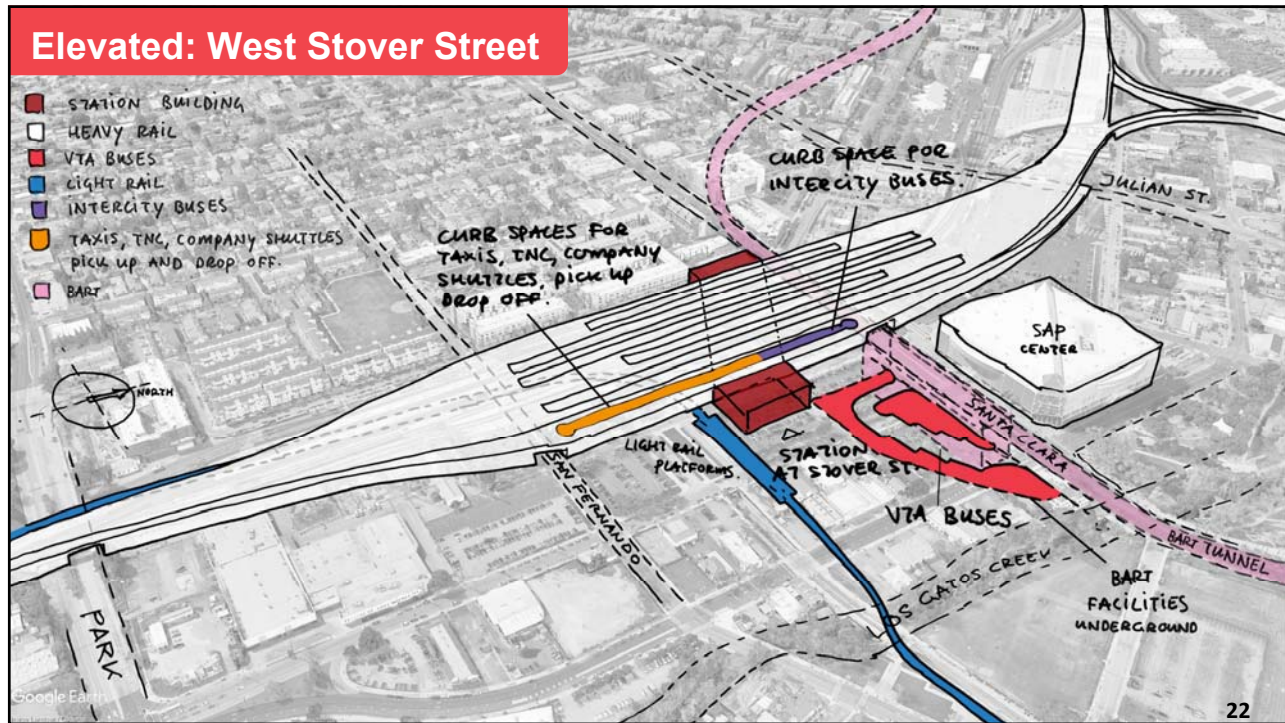 Elevated: West Stover Street
STATION BUILDING
HEAVY RAIL
VTA BUSES
LIGHT RAIL
INTERCITY BUSES
TAXIS, TNC, COMPANY SHUTTLES
PICK UP AND DROP OFF.
BART
CURB SPACE FOR
INTERCITY BUSES.
JULIAN ST.
CURB SPACES FOR
TAXIS, TNC, COMPANY
SHUTTLES, PICK UP
DROP OFF.
SAP
CENTER
NORTH
SANTA CLARA
LIGHT RAIL
PLATFORMS.
STATION
AT STOVER ST.
SAN FERNANDO
VTA BUSES
BART TUNNEL
LOS GATOS CREEK
BART
FACILITIES
UNDERGROUND
PARK
Google Earth
22